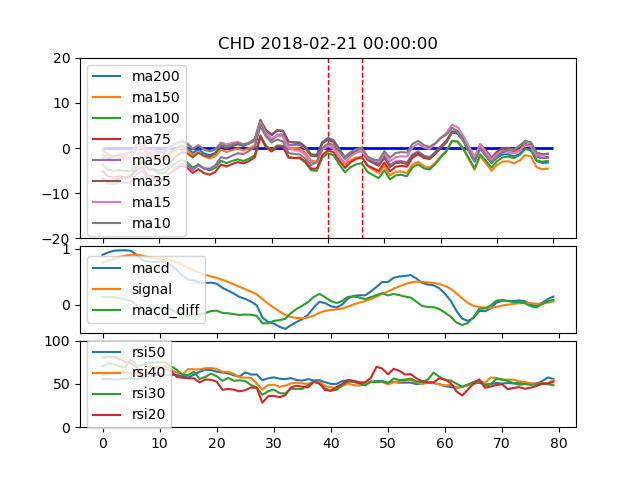 CHD 2018-02-21 00:00:00
20
10
0
−10
−20
ma200
ma150
ma100
ma75
ma50
ma35
ma15
ma10
1
0
macd
signal
macd_diff
100
50
0
rsi50
rsi40
rsi30
rsi20
0 10 20 30 40 50 60 70 80